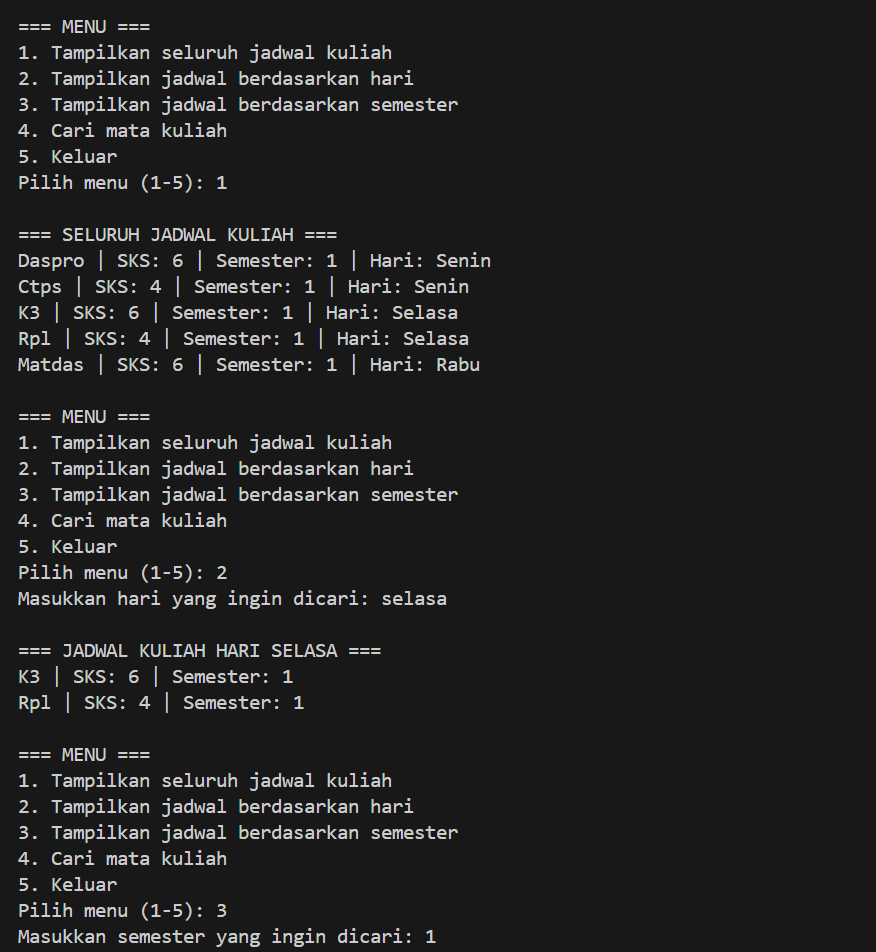 === MENU ===
1. Tampilkan seluruh jadwal kuliah
2. Tampilkan jadwal berdasarkan hari
3. Tampilkan jadwal berdasarkan semester
4. Cari mata kuliah
5. Keluar
Pilih menu (1-5): 1

=== SELURUH JADWAL KULIAH ===
Daspro | SKS: 6 | Semester: 1 | Hari: Senin
Ctps | SKS: 4 | Semester: 1 | Hari: Senin
K3 | SKS: 6 | Semester: 1 | Hari: Selasa
Rpl | SKS: 4 | Semester: 1 | Hari: Selasa
Matdas | SKS: 6 | Semester: 1 | Hari: Rabu

=== MENU ===
1. Tampilkan seluruh jadwal kuliah
2. Tampilkan jadwal berdasarkan hari
3. Tampilkan jadwal berdasarkan semester
4. Cari mata kuliah
5. Keluar
Pilih menu (1-5): 2
Masukkan hari yang ingin dicari: selasa

=== JADWAL KULIAH HARI SELASA ===
K3 | SKS: 6 | Semester: 1
Rpl | SKS: 4 | Semester: 1

=== MENU ===
1. Tampilkan seluruh jadwal kuliah
2. Tampilkan jadwal berdasarkan hari
3. Tampilkan jadwal berdasarkan semester
4. Cari mata kuliah
5. Keluar
Pilih menu (1-5): 3
Masukkan semester yang ingin dicari: 1